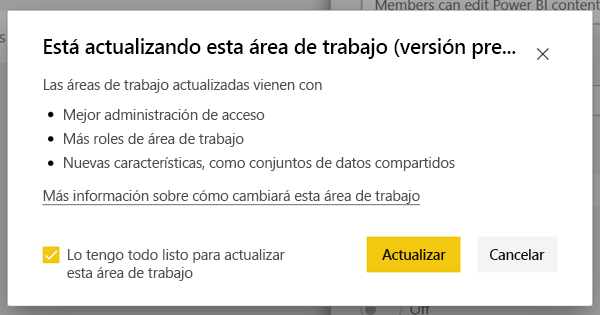 Members can edit Power BI content
Está actualizando esta área de trabajo (versión pre...
Las áreas de trabajo actualizadas vienen con
• Mejor administración de acceso
• Más roles de área de trabajo
• Nuevas características, como conjuntos de datos compartidos
Más información sobre cómo cambiará esta área de trabajo
Lo tengo todo listo para actualizar
esta área de trabajo
Actualizar
Cancelar
Off